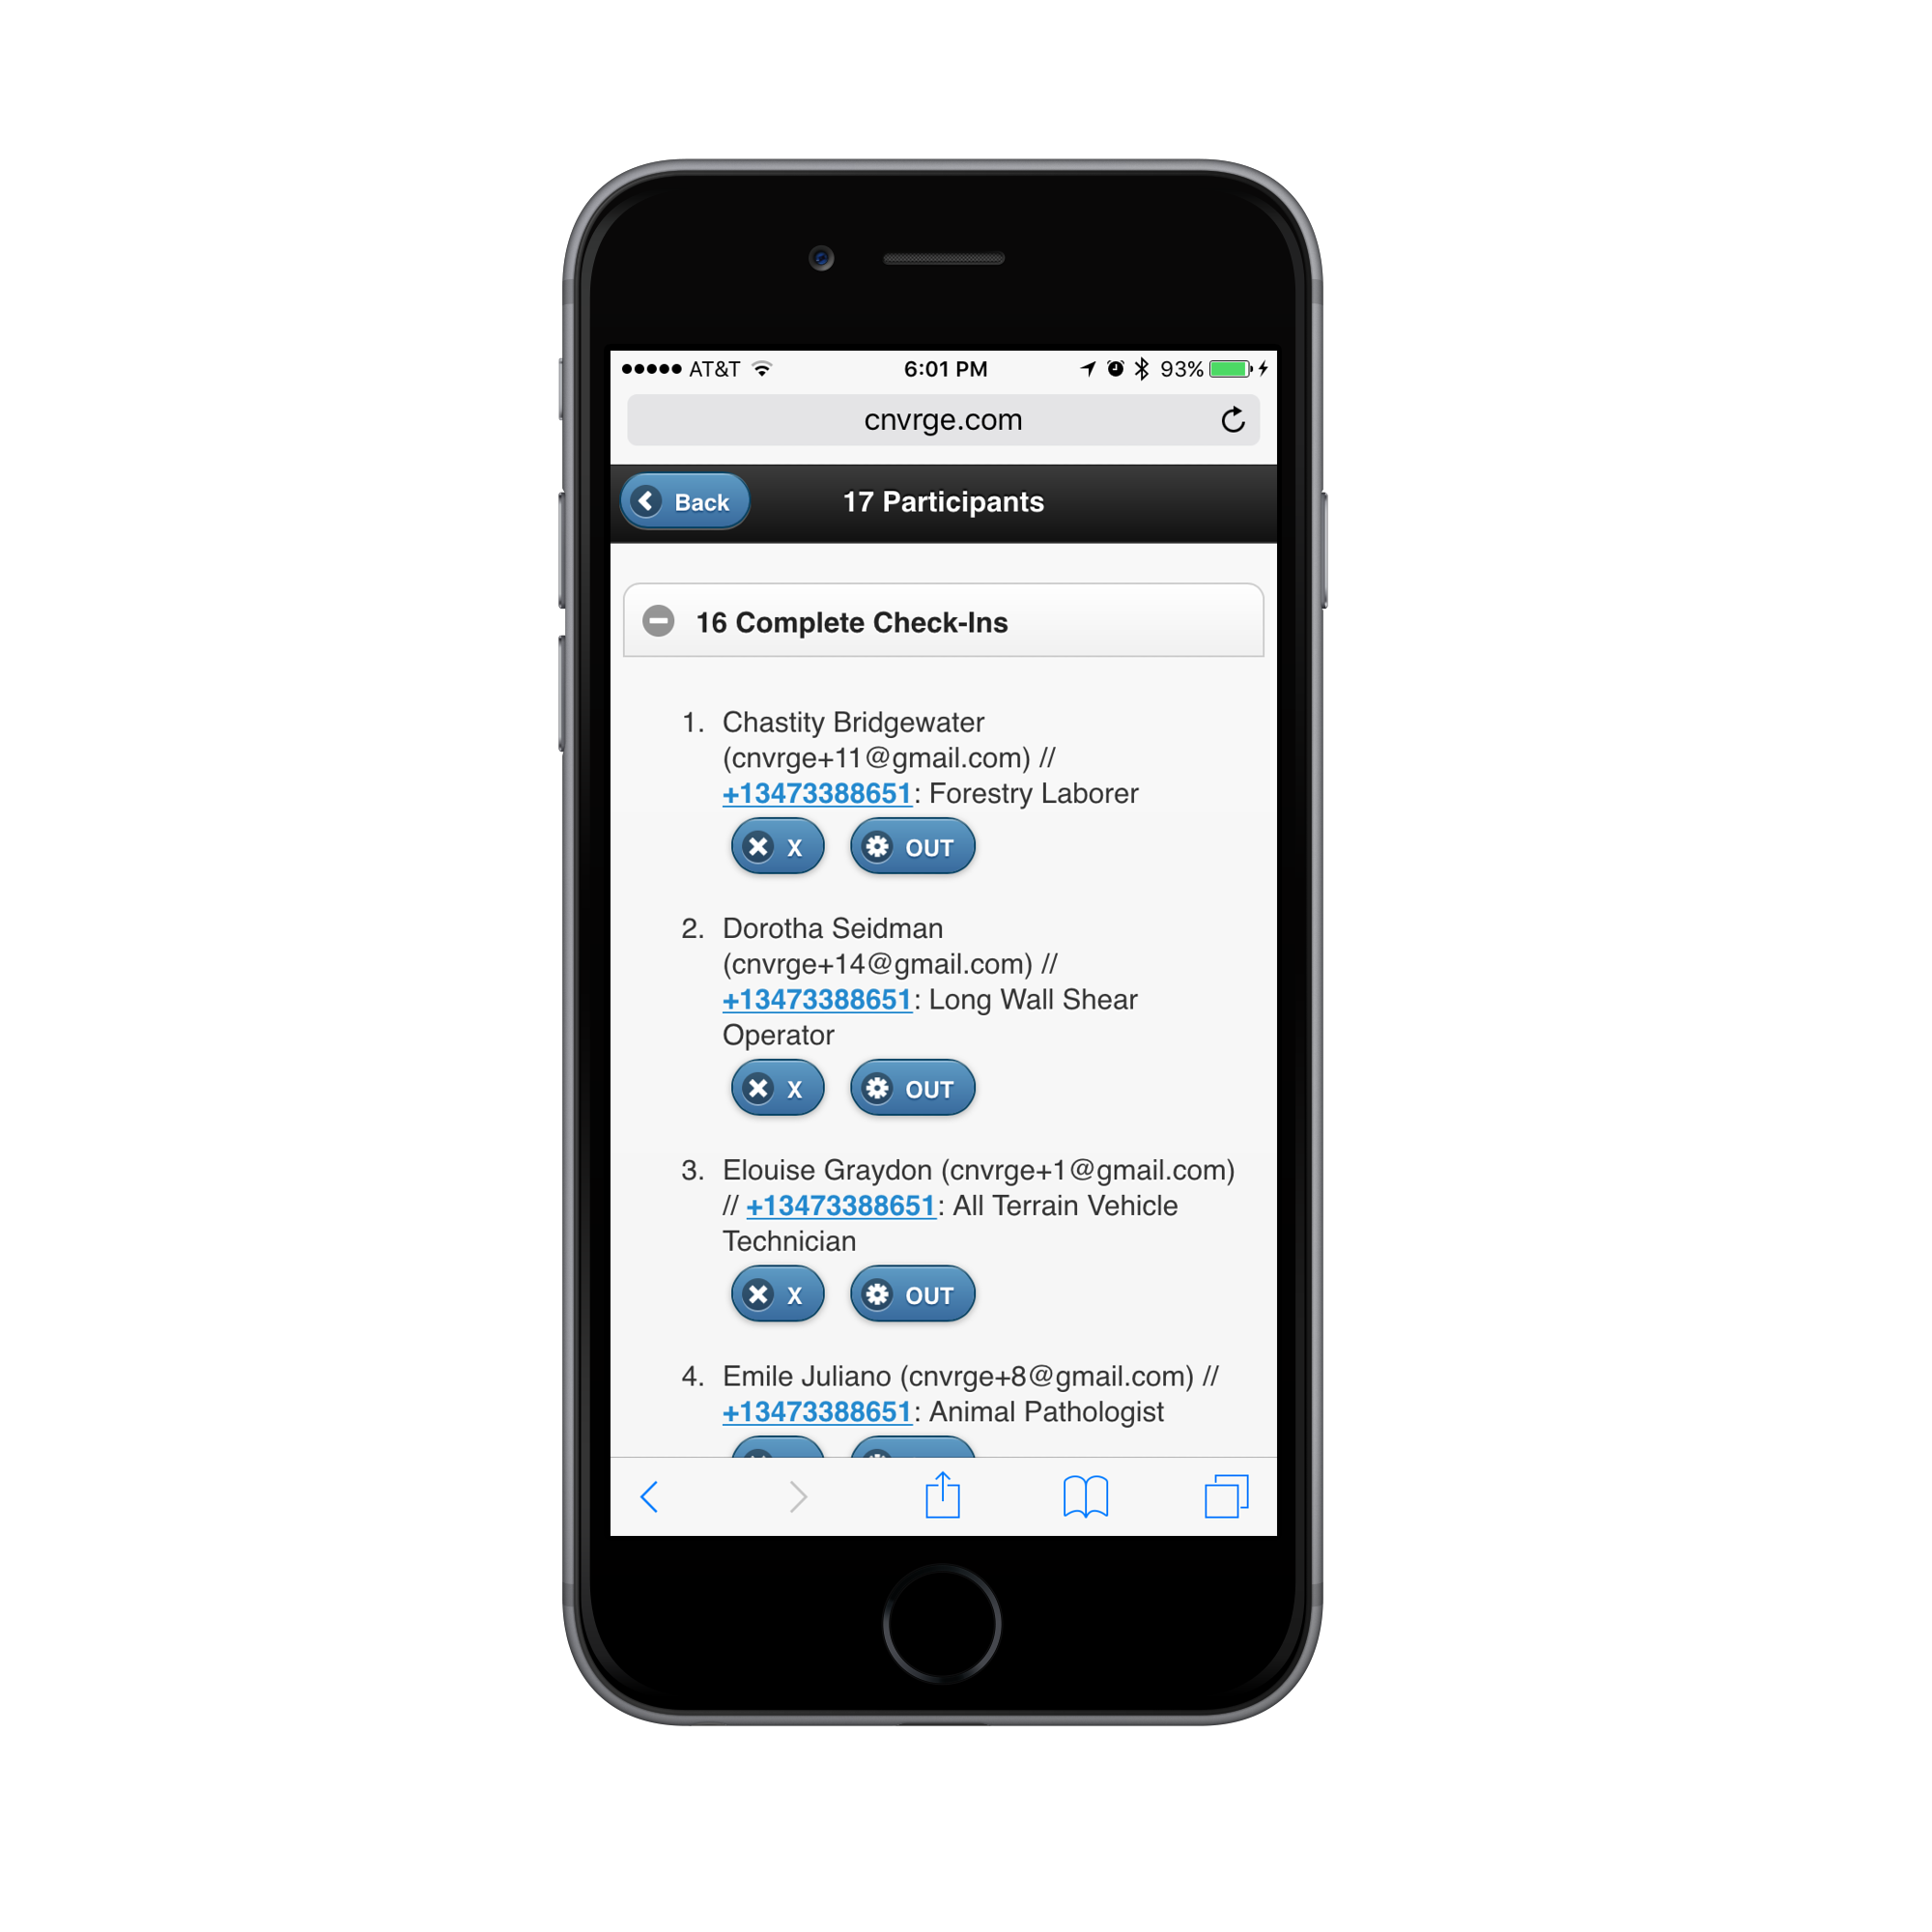 AT&T 6:01 PM 93%
cnvrge.com
Back 17 Participants
16 Complete Check-Ins
1. Chastity Bridgewater
(cnvrge+11@gmail.com) //
+13473388651: Forestry Laborer
X OUT
2. Dorotha Seidman
(cnvrge+14@gmail.com) //
+13473388651: Long Wall Shear
Operator
X OUT
3. Elouise Graydon (cnvrge+1@gmail.com)
// +13473388651: All Terrain Vehicle
Technician
X OUT
4. Emile Juliano (cnvrge+8@gmail.com) //
+13473388651: Animal Pathologist